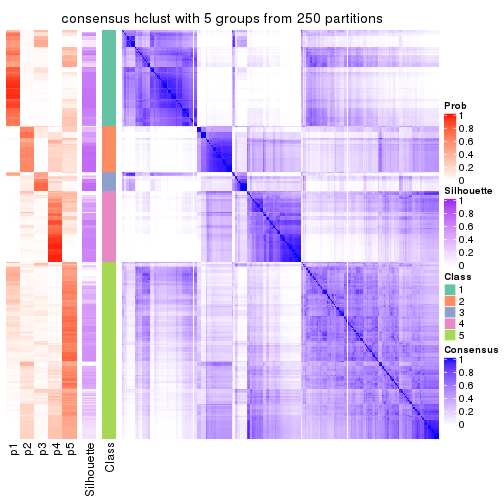 consensus hclust with 5 groups from 250 partitions
Prob
1
0.8
0.6
0.4
0.2
0
Silhouette
1
0.8
0.6
0.4
0.2
0
Class
1
2
3
4
5
Consensus
1
0.8
0.6
0.4
0.2
0
p1
p2
p3
p4
p5
Silhouette
Class